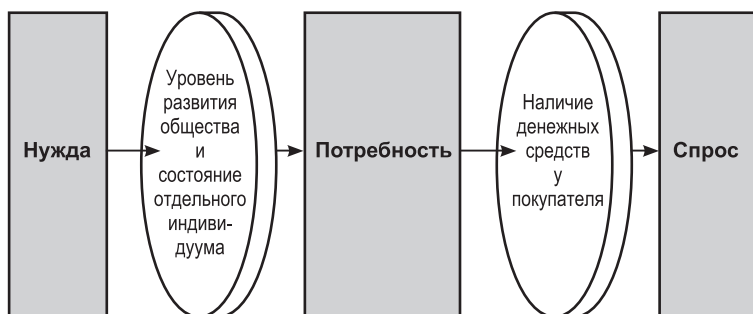 Нужда
Уровень
развития
общества
и
состояние
отдельного
индиви-
дуума
Потребность
Наличие
денежных
средств
у
покупателя
Спрос